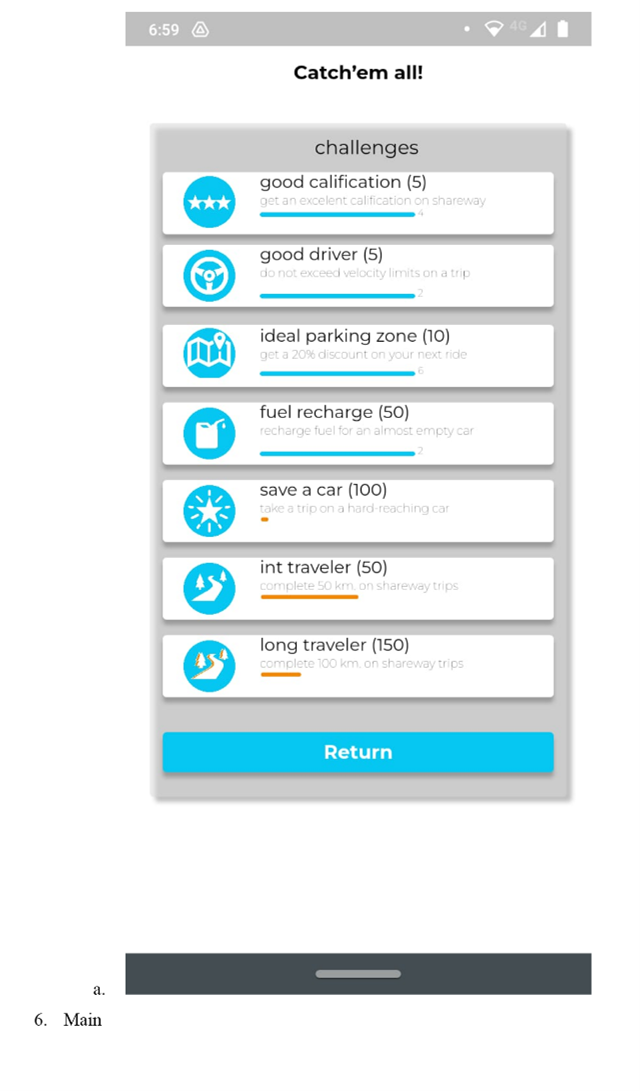 6:59 4G
Catch’em all!
challenges
good calification (5)
get an excelent calification on shareway
4
good driver (5)
do not exceed velocity limits on a trip
2
ideal parking zone (10)
get a 20% discount on your next ride
6
fuel recharge (50)
recharge fuel for an almost empty car
2
save a car (100)
take a trip on a hard-reaching car
int traveler (50)
complete 50 km. on shareway trips
long traveler (150)
complete 100 km. on shareway trips
Return
a.
6. Main